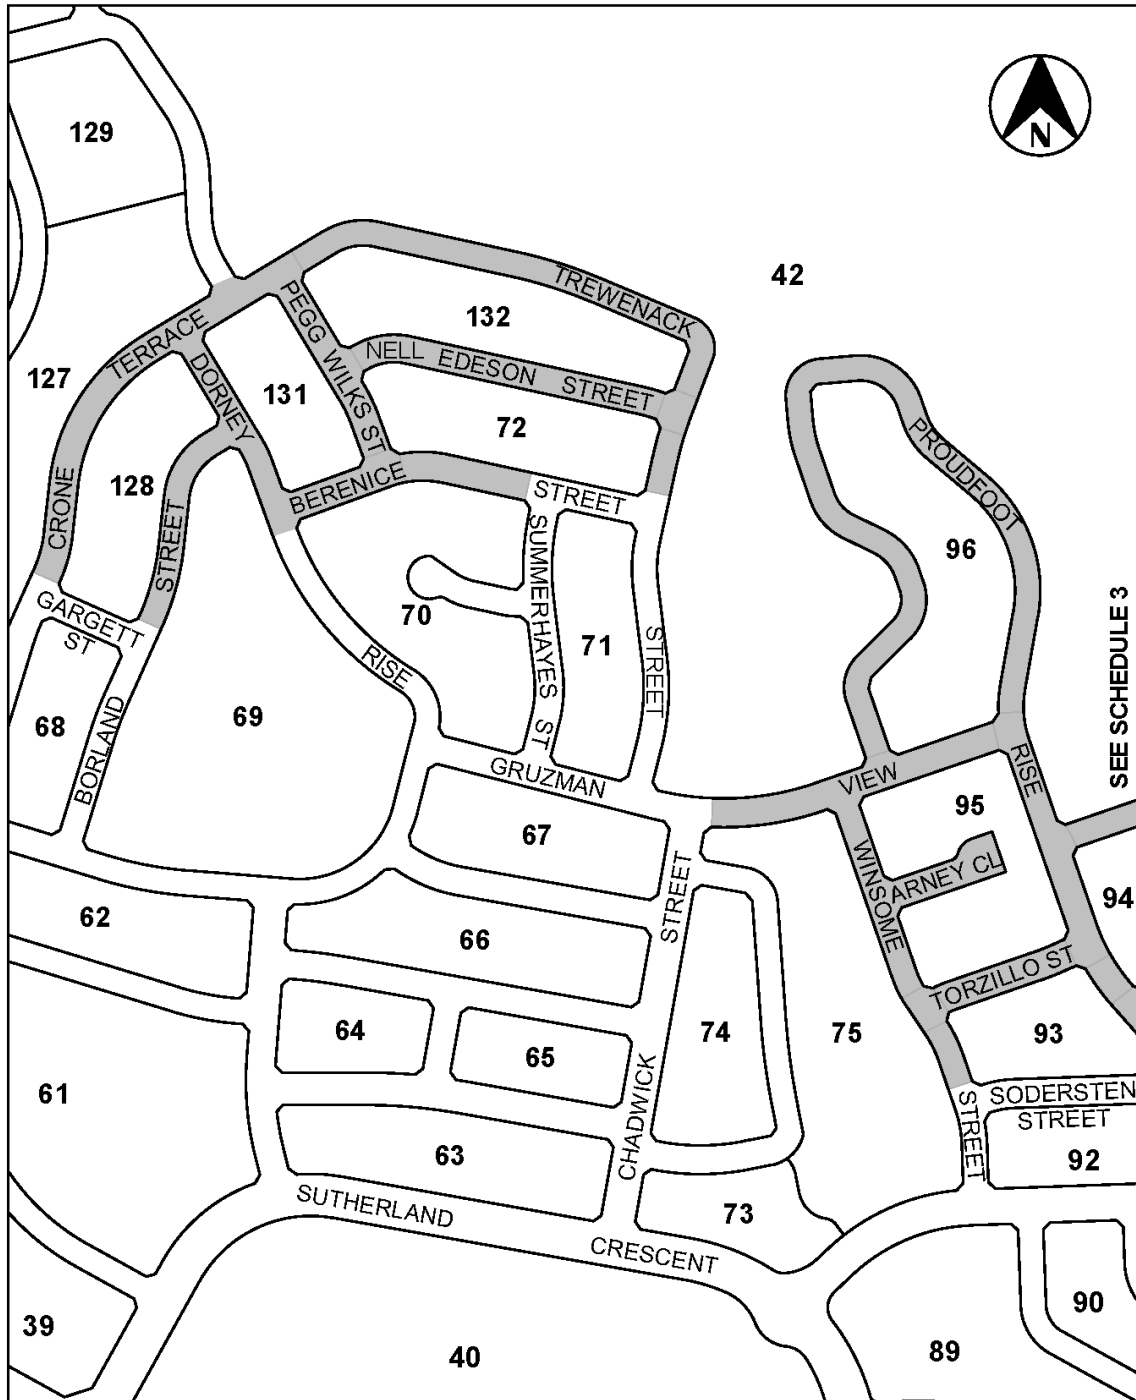 129
N
42
TREWENACK
132
PEGG WILKS ST
TERRACE
NELL EDESON STREET
127
DORNEY
131
72
PROUDFOOT
128
BERENICE
STREET
CRONE
STREET
SUMMERHAYES ST
96
GARGETT
ST
70
71
STREET
SEE SCHEDULE 3
RISE
69
68
BORLAND
GRUZMAN
VIEW
RISE
95
67
WINSOME
ARNEY CL
94
62
66
STREET
TORZILLO ST
64
65
74
75
93
61
CHADWICK
SODERSTEN
STREET
STREET
63
92
SUTHERLAND
73
CRESCENT
39
40
89
90